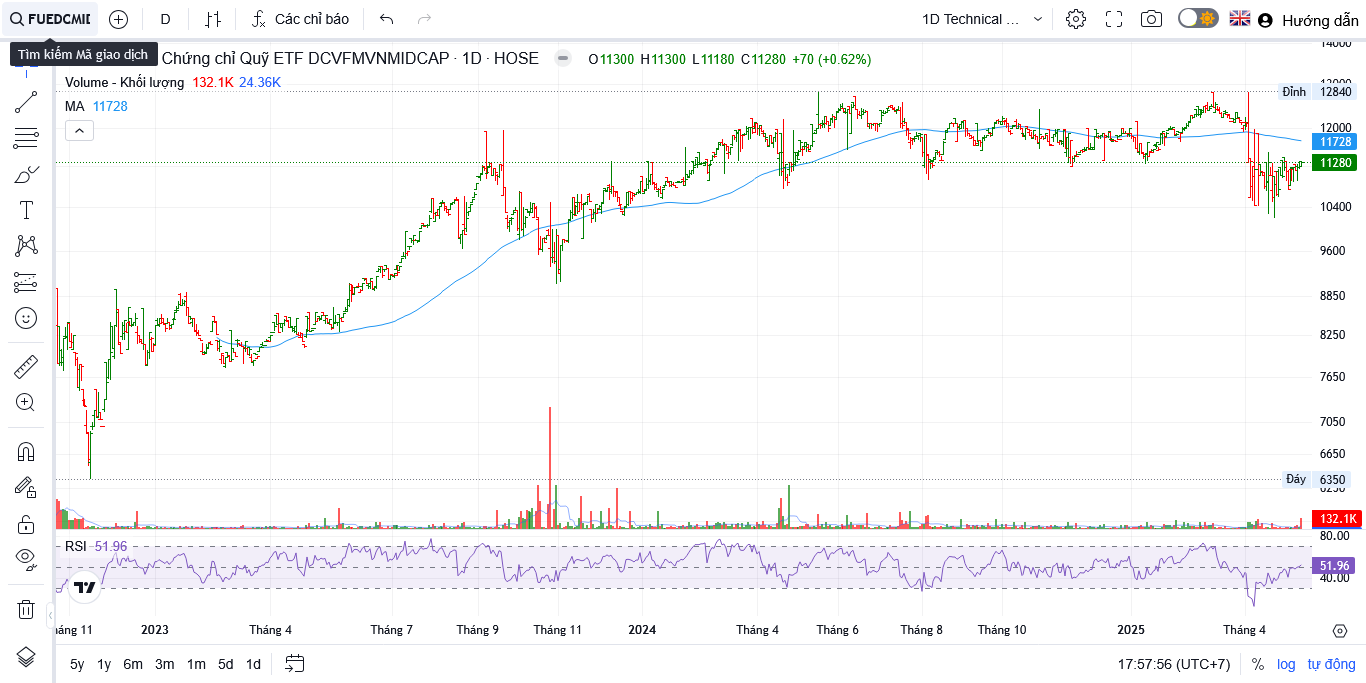 FUEDCMID
D
Các chỉ báo
1D Technical ...
Hướng dẫn
Tìm kiếm Mã giao dịch
Chứng chỉ Quỹ ETF DCVFMVNMIDCAP · 1D · HOSE
O11300 H11300 L11180 C11280 +70 (+0.62%)
Volume - Khối lượng 132.1K 24.36K
MA 11728
14000
Đỉnh 12840
12000
11728
11280
10400
9600
8850
8250
7650
7050
6650
Đáy 6350
132.1K
RSI 51.96
80.00
51.96
40.00
2023
Tháng 4
Tháng 7
Tháng 9
Tháng 11
2024
Tháng 4
Tháng 6
Tháng 8
Tháng 10
2025
Tháng 4
5y 1y 6m 3m 1m 5d 1d
17:57:56 (UTC+7)
% log tự động